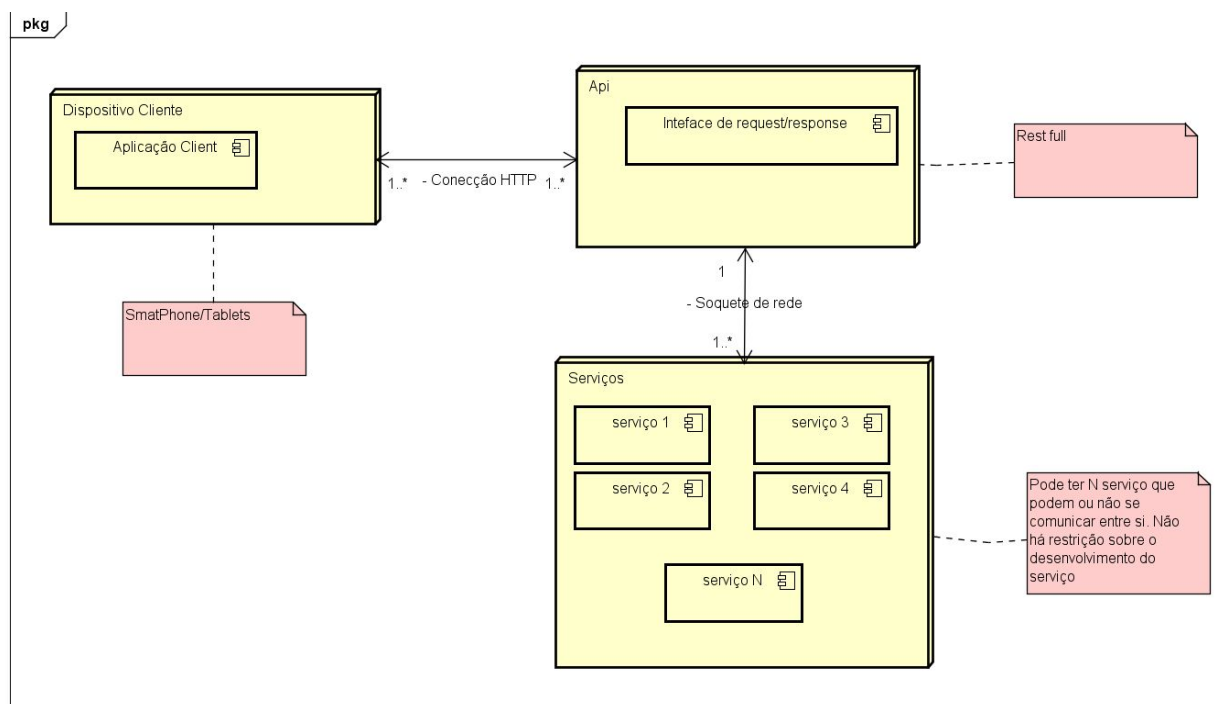 pkg
Dispositivo Cliente
Aplicação Client
SmatPhone/Tablets
1..*
- Conecção HTTP
1..*
Api
Inteface de request/response
Rest full
1
- Soquete de rede
1..*
Serviços
serviço 1
serviço 3
serviço 2
serviço 4
serviço N
Pode ter N serviço que
podem ou não se
comunicar entre si. Não
há restrição sobre o
desenvolvimento do
serviço